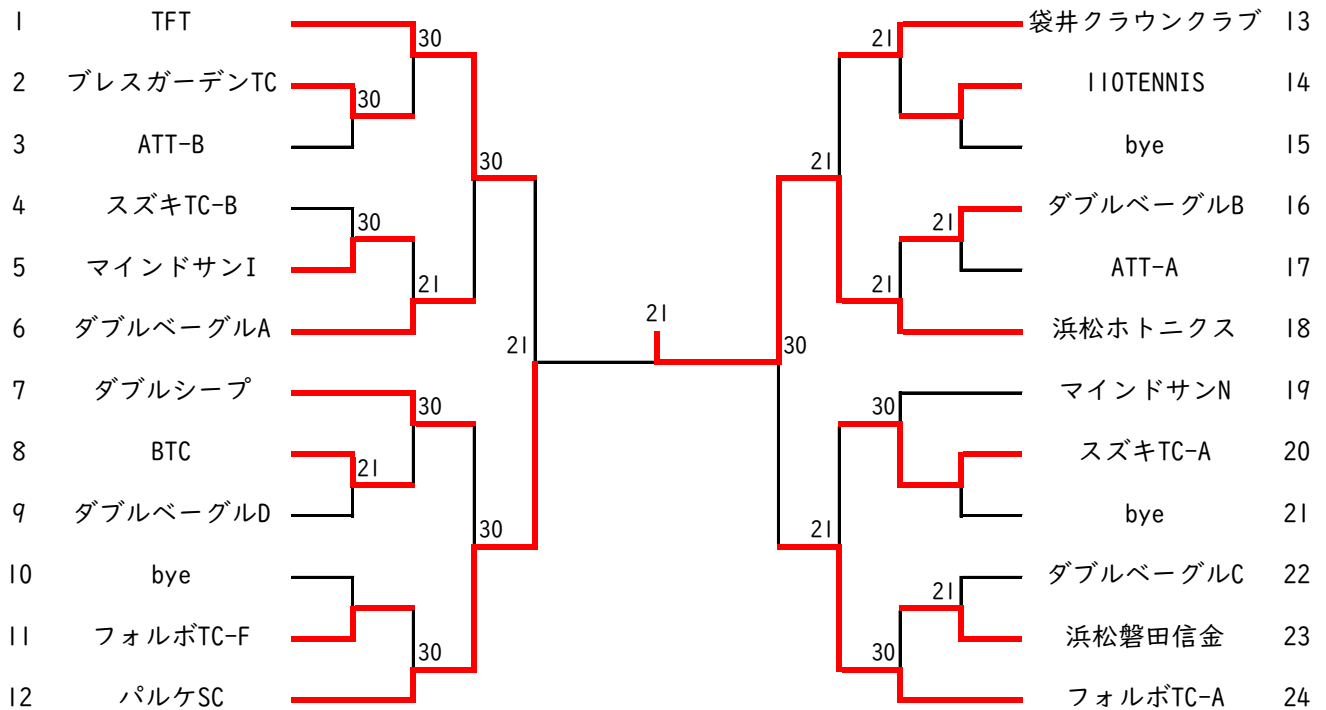 1 TFT
30
2 ブレスガーデンTC
30
3 ATT-B
30
4 スズキTC-B
30
5 マインドサンI
21
6 ダブルベーグルA
21
7 ダブルシープ
30
8 BTC
21
9 ダブルベーグルD
30
10 bye
11 フォルボTC-F
30
12 パルケSC
21
袋井クラウンクラブ 13
21
110TENNIS 14
bye 15
21
ダブルベーグルB 16
21
ATT-A 17
21
浜松ホトニクス 18
30
マインドサンN 19
30
スズキTC-A 20
bye 21
21
ダブルベーグルC 22
21
浜松磐田信金 23
30
フォルボTC-A 24